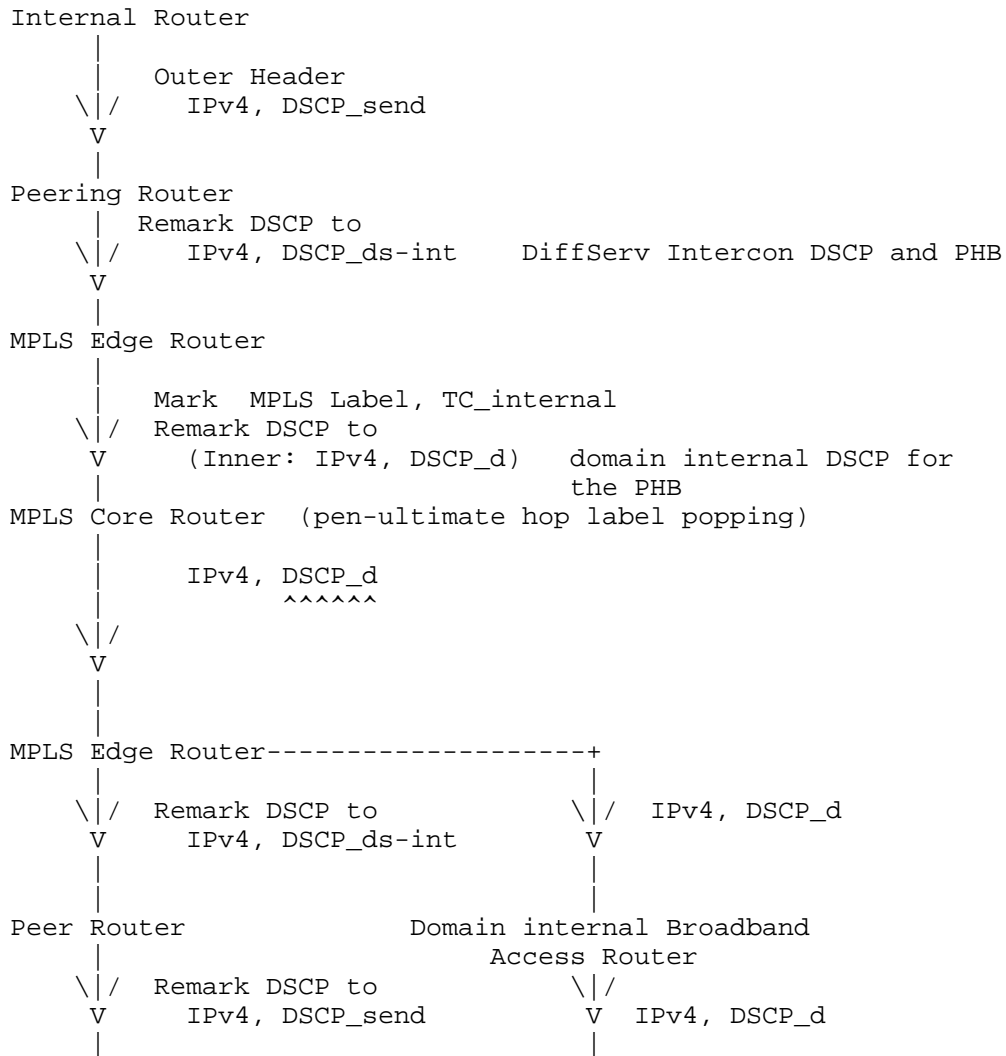 Internal Router
|
| Outer Header
\|/ IPv4, DSCP_send
V
|
Peering Router
| Remark DSCP to
\|/ IPv4, DSCP_ds-int DiffServ Intercon DSCP and PHB
V
|
MPLS Edge Router
|
| Mark MPLS Label, TC_internal
\|/ Remark DSCP to
V (Inner: IPv4, DSCP_d) domain internal DSCP for
| the PHB
MPLS Core Router (pen-ultimate hop label popping)
|
| IPv4, DSCP_d
| ^^^^^^
\|/
V
|
|
MPLS Edge Router--------------------+
| |
\|/ Remark DSCP to \|/ IPv4, DSCP_d
V IPv4, DSCP_ds-int V
| |
| |
Peer Router Domain internal Broadband
| Access Router
\|/ Remark DSCP to \|/
V IPv4, DSCP_send V IPv4, DSCP_d
| |